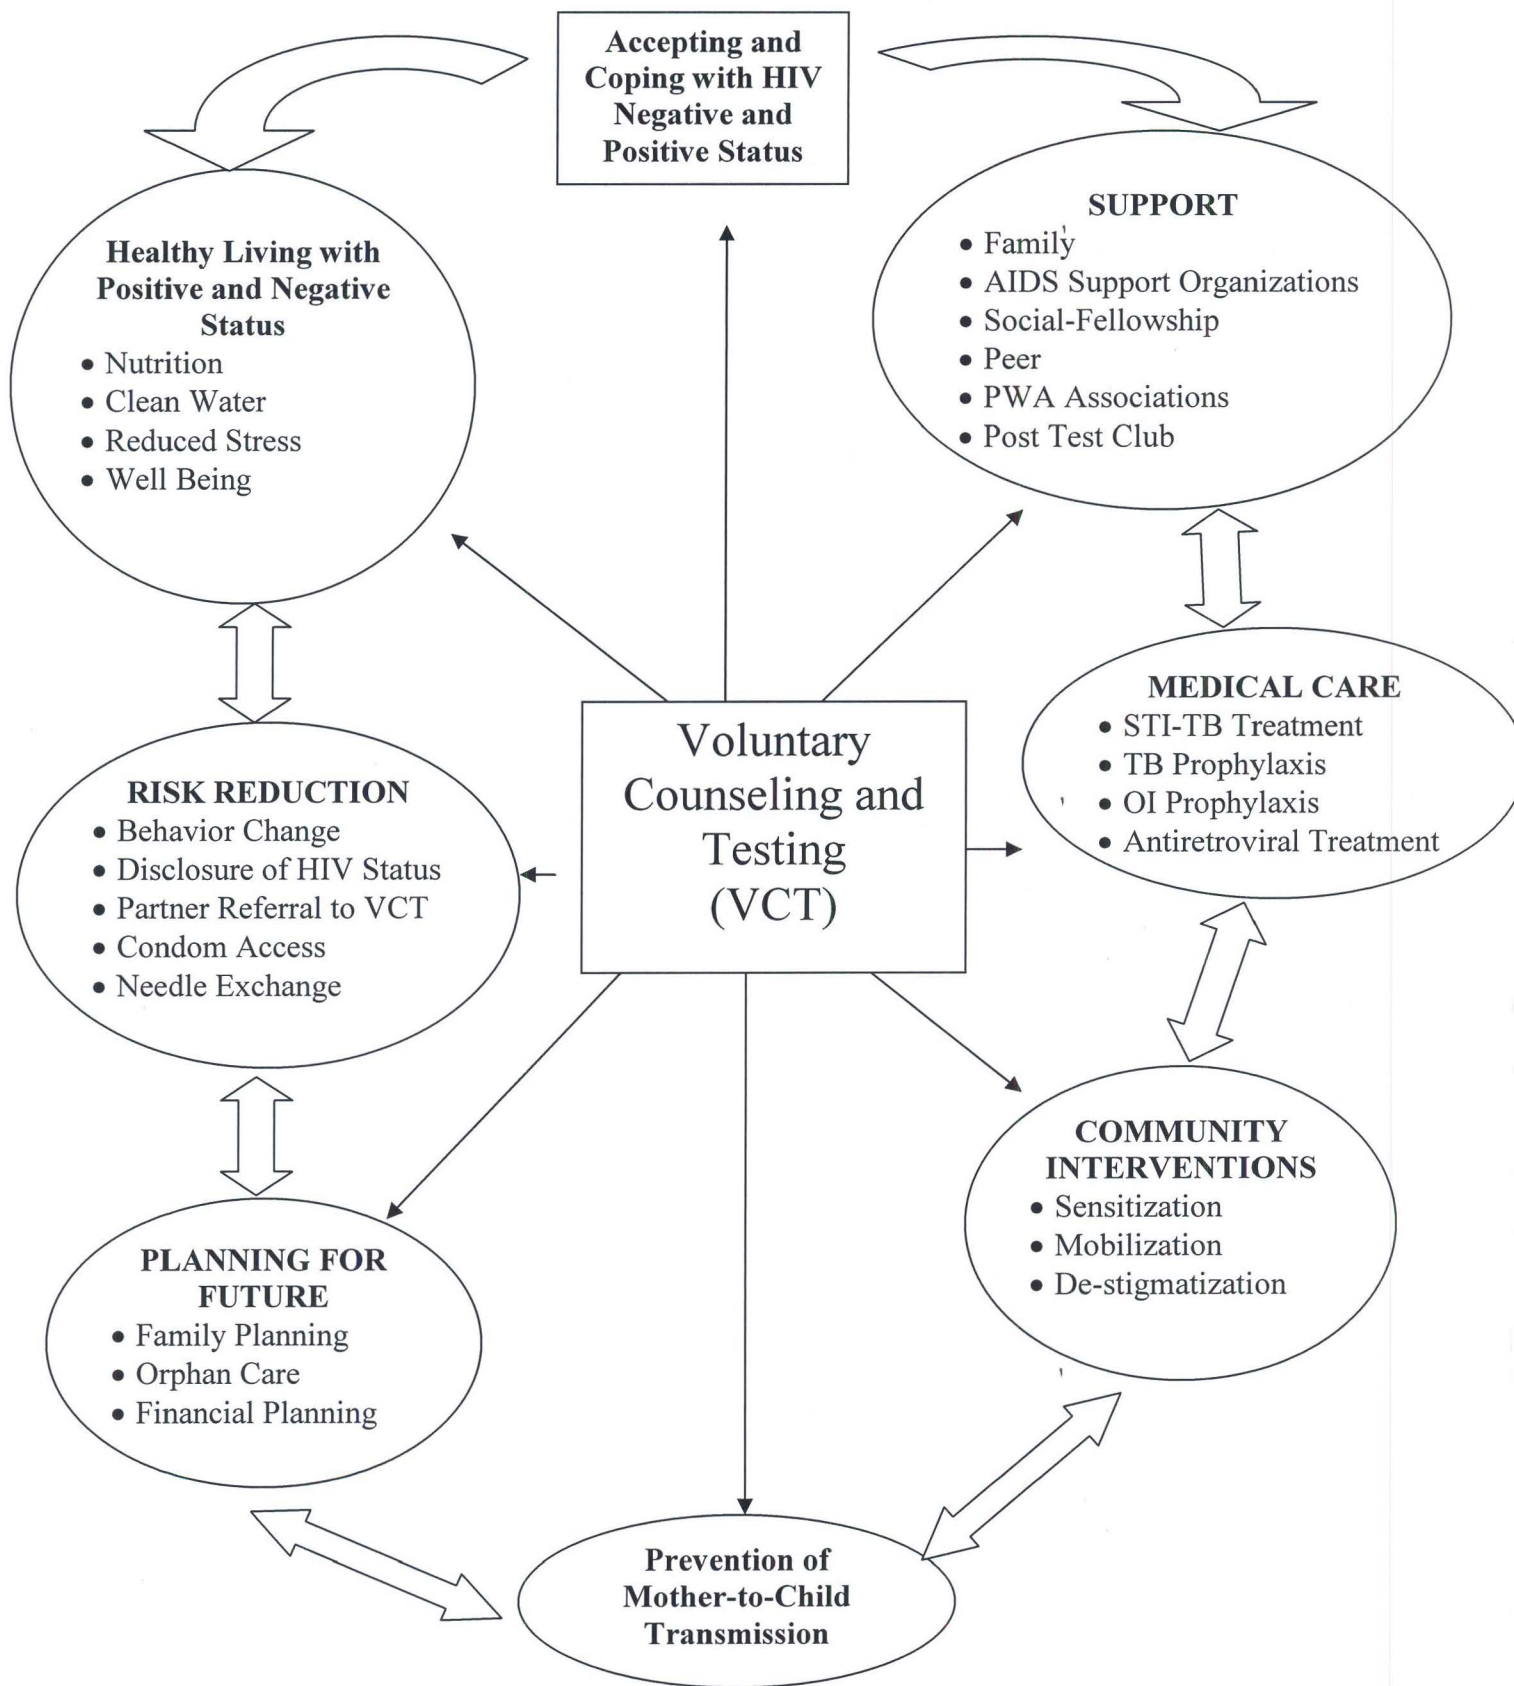 Accepting and
Coping with HIV
Negative and
Positive Status
Healthy Living with
Positive and Negative
Status
• Nutrition
• Clean Water
• Reduced Stress
• Well Being
SUPPORT
• Family
• AIDS Support Organizations
• Social-Fellowship
• Peer
• PWA Associations
• Post Test Club
Voluntary
Counseling and
Testing
(VCT)
MEDICAL CARE
• STI-TB Treatment
• TB Prophylaxis
• OI Prophylaxis
• Antiretroviral Treatment
RISK REDUCTION
• Behavior Change
• Disclosure of HIV Status
• Partner Referral to VCT
• Condom Access
• Needle Exchange
COMMUNITY
INTERVENTIONS
• Sensitization
• Mobilization
• De-stigmatization
PLANNING FOR
FUTURE
• Family Planning
• Orphan Care
• Financial Planning
Prevention of
Mother-to-Child
Transmission